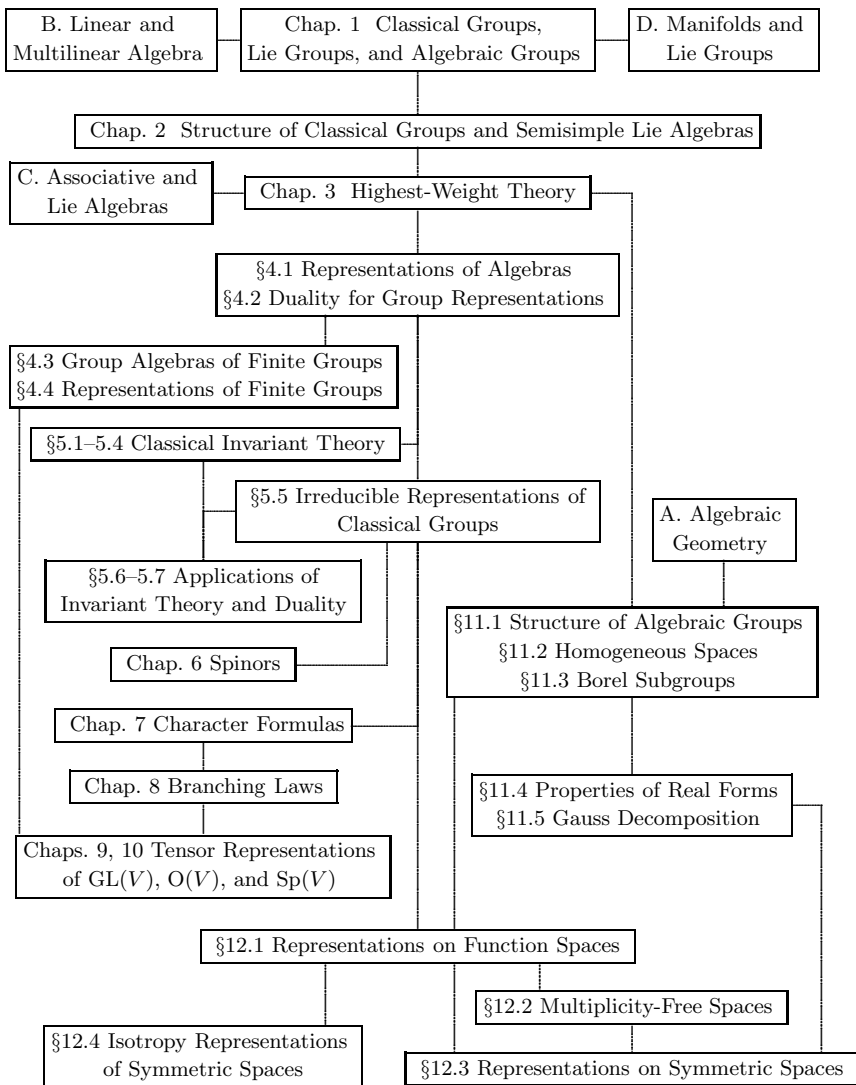 B. Linear and
Multilinear Algebra
Chap. 1 Classical Groups,
Lie Groups, and Algebraic Groups
D. Manifolds and
Lie Groups
Chap. 2 Structure of Classical Groups and Semisimple Lie Algebras
C. Associative and
Lie Algebras
Chap. 3 Highest-Weight Theory
§4.1 Representations of Algebras
§4.2 Duality for Group Representations
§4.3 Group Algebras of Finite Groups
§4.4 Representations of Finite Groups
§5.1–5.4 Classical Invariant Theory
§5.5 Irreducible Representations of
Classical Groups
A. Algebraic
Geometry
§5.6–5.7 Applications of
Invariant Theory and Duality
§11.1 Structure of Algebraic Groups
§11.2 Homogeneous Spaces
§11.3 Borel Subgroups
Chap. 6 Spinors
Chap. 7 Character Formulas
Chap. 8 Branching Laws
§11.4 Properties of Real Forms
§11.5 Gauss Decomposition
Chaps. 9, 10 Tensor Representations
of GL(V), O(V), and Sp(V)
§12.1 Representations on Function Spaces
§12.2 Multiplicity-Free Spaces
§12.4 Isotropy Representations
of Symmetric Spaces
§12.3 Representations on Symmetric Spaces